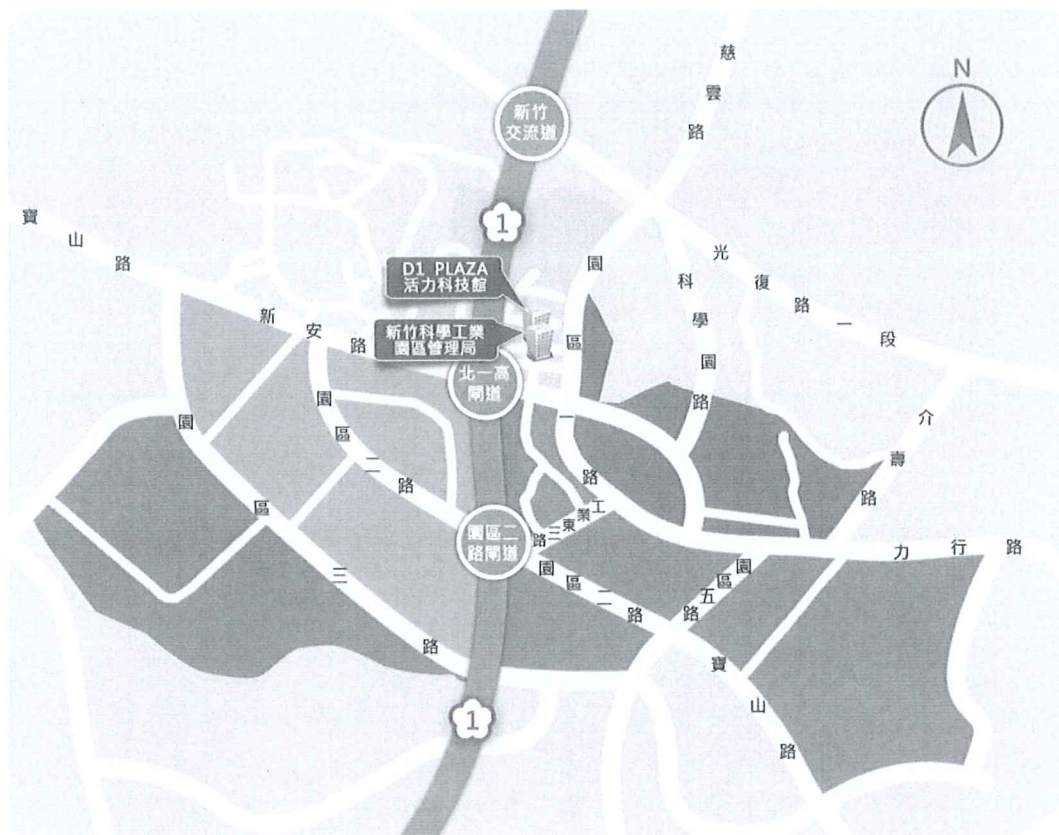 慈雲路
N
新竹
交流道
1
寶山路
光復路一段
D1 PLAZA
活力科技館
園區一路
科學園路
新安路
新竹科學工業
園區管理局
北一高
閘道
介壽路
園區二路
園區三路
工業東三路
園區二
路閘道
力行路
園區二路
園區五路
寶山路
1